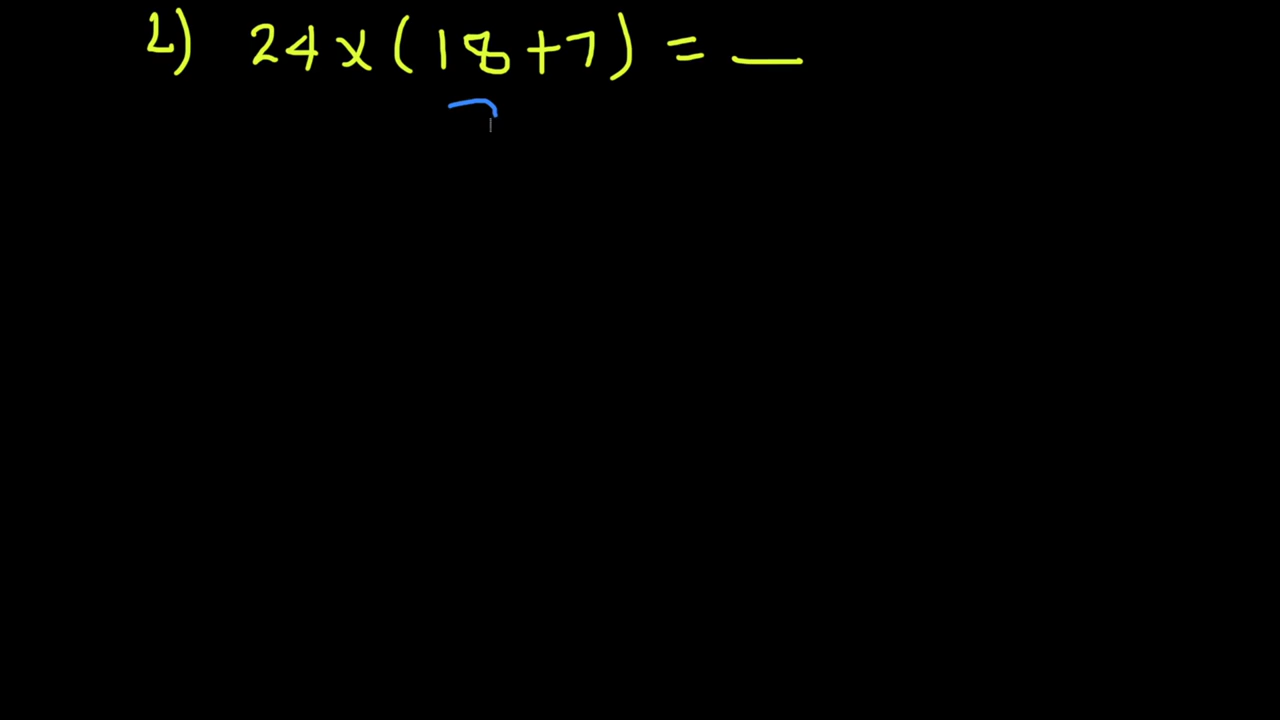 2) 24 x (18+7) = __